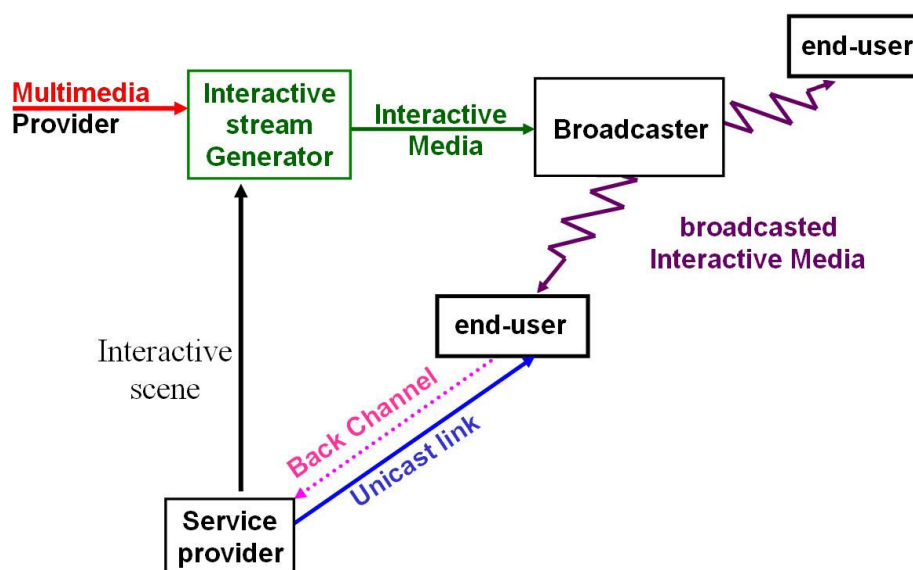 end-user
Multimedia
Provider
Interactive
stream
Generator
Interactive
Media
Broadcaster
broadcasted
Interactive Media
end-user
Interactive
scene
Back Channel
Unicast link
Service
provider